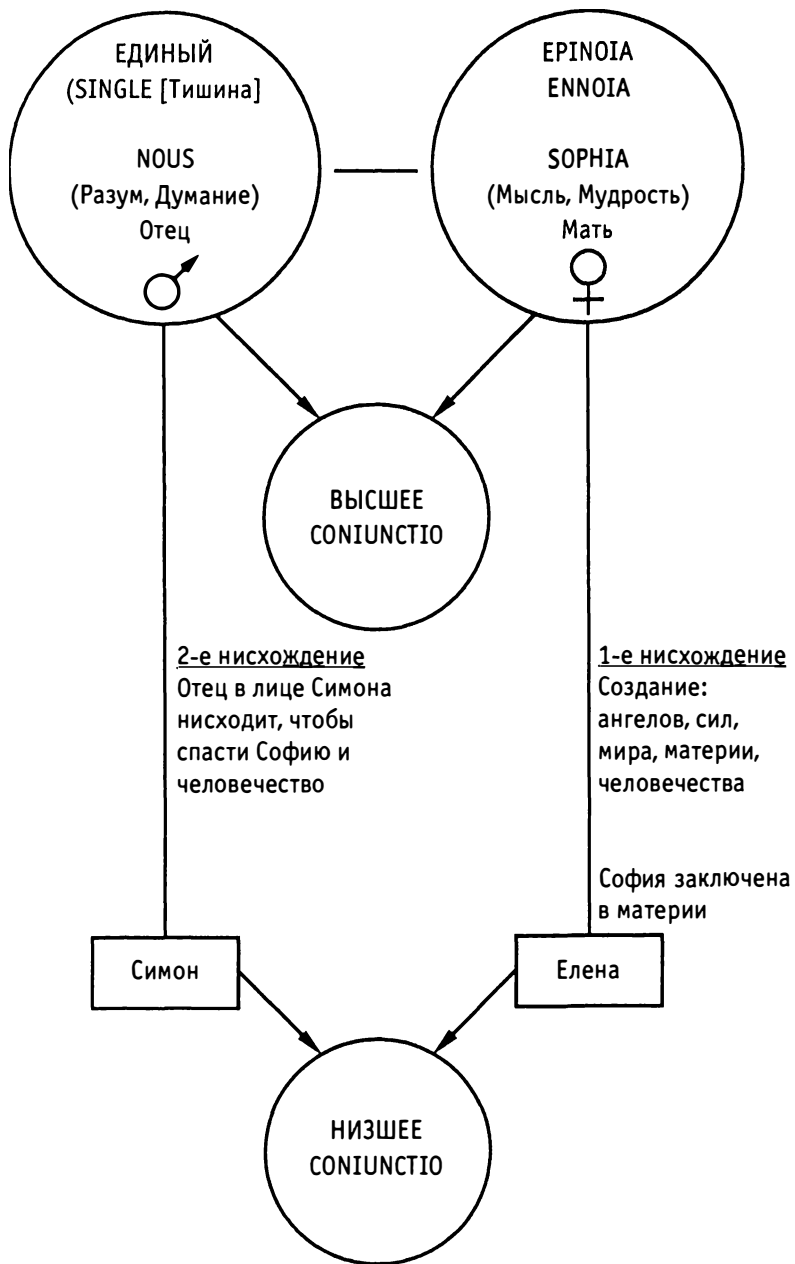 ЕДИНЫЙ
(SINGLE [Тишина]
NOUS
(Разум, Думание)
Отец
EPINOIA
ENNOIA
SOPHIA
(Мысль, Мудрость)
Мать
ВЫСШЕЕ
CONIUNCTIO
2-е нисхождение
Отец в лице Симона
нисходит, чтобы
спасти Софию и
человечество
1-е нисхождение
Создание:
ангелов, сил,
мира, материи,
человечества
София заключена
в материи
Симон
Елена
НИЗШЕЕ
CONIUNCTIO